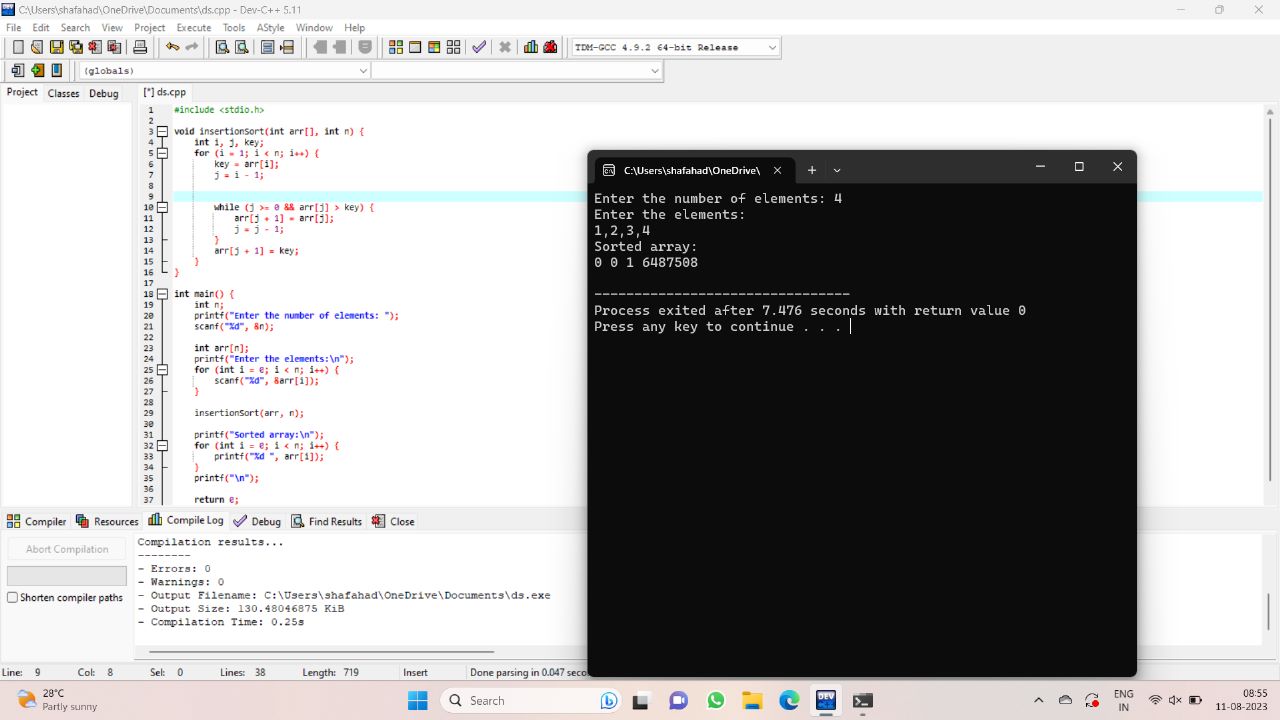 C:\Users\shafahad\OneDrive\Documents\ds.cpp - Dev-C++ 5.11
File Edit Search View Project Execute Tools AStyle Window Help
TDM-GCC 4.9.2 64-bit Release
(globals)
Project Classes Debug
[*] ds.cpp
1 #include <stdio.h>
2
3 void insertionSort(int arr[], int n) {
4 int i, j, key;
5 for (i = 1; i < n; i++) {
6 key = arr[i];
7 j = i - 1;
8
9
10 while (j >= 0 && arr[j] > key) {
11 arr[j + 1] = arr[j];
12 j = j - 1;
13 }
14 arr[j + 1] = key;
15 }
16 }
17
18 int main() {
19 int n;
20 printf("Enter the number of elements: ");
21 scanf("%d", &n);
22
23 int arr[n];
24 printf("Enter the elements:\n");
25 for (int i = 0; i < n; i++) {
26 scanf("%d", &arr[i]);
27 }
28
29 insertionSort(arr, n);
30
31 printf("Sorted array:\n");
32 for (int i = 0; i < n; i++) {
33 printf("%d ", arr[i]);
34 }
35 printf("\n");
36
37 return 0;
C:\Users\shafahad\OneDrive\
Enter the number of elements: 4
Enter the elements:
1,2,3,4
Sorted array:
0 0 1 6487508
--------------------------------
Process exited after 7.476 seconds with return value 0
Press any key to continue . . .
Compiler Resources Compile Log Debug Find Results Close
Abort Compilation
Shorten compiler paths
Compilation results...
--------
- Errors: 0
- Warnings: 0
- Output Filename: C:\Users\shafahad\OneDrive\Documents\ds.exe
- Output Size: 130.48046875 KiB
- Compilation Time: 0.25s
Line: 9 Col: 8 Sel: 0 Lines: 38 Length: 719 Insert Done parsing in 0.047 seco
28°C
Partly sunny
Search
DEV
ENG
IN
08:55
11-08-2023